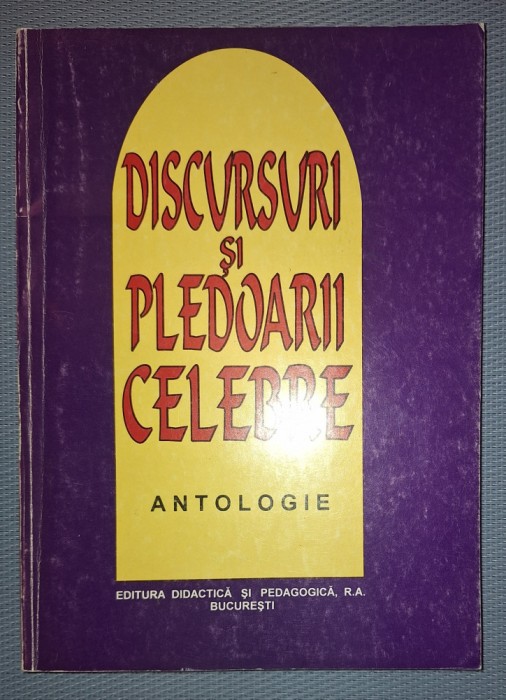 DISCURSURI
ŞI
PLEDOARII
CELEBRE
ANTOLOGIE
EDITURA DIDACTICĂ ŞI PEDAGOGICĂ, R.A.
BUCUREŞTI